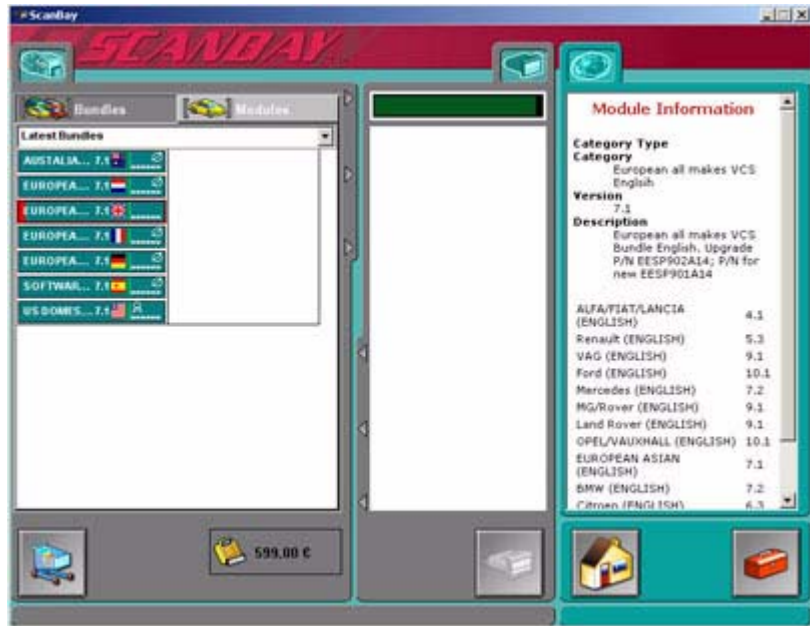 ScanBay
SCANBAY
Bundles
Modules
Latest Bundles
AUSTALIA... 7.1
EUROPEA... 7.1
EUROPEA... 7.1
EUROPEA... 7.1
EUROPEA... 7.1
SOFTWAR... 7.1
US DOMES... 7.1
599,00 €
Module Information
Category Type
Category
European all makes VCS
Englsih
Version
7.1
Description
European all makes VCS
Bundle English. Upgrade
P/N EESP902A14; P/N for
new EESP901A14
ALFA/FIAT/LANCIA
(ENGLISH) 4.1
Renault (ENGLISH) 5.3
VAG (ENGLISH) 9.1
Ford (ENGLISH) 10.1
Mercedes (ENGLISH) 7.2
MG/Rover (ENGLISH) 9.1
Land Rover (ENGLISH) 9.1
OPEL/VAUXHALL (ENGLISH) 10.1
EUROPEAN ASIAN
(ENGLISH) 7.1
BMW (ENGLISH) 7.2
Citroen (ENGLISH) 6.3